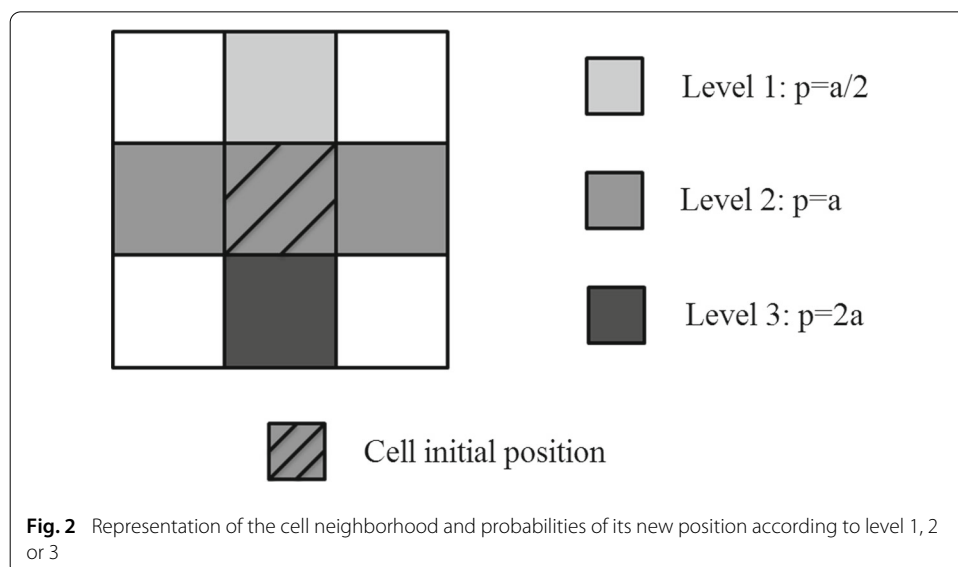 Level 1: p=a/2
Level 2: p=a
Level 3: p=2a
Cell initial position
Fig. 2 Representation of the cell neighborhood and probabilities of its new position according to level 1, 2
or 3